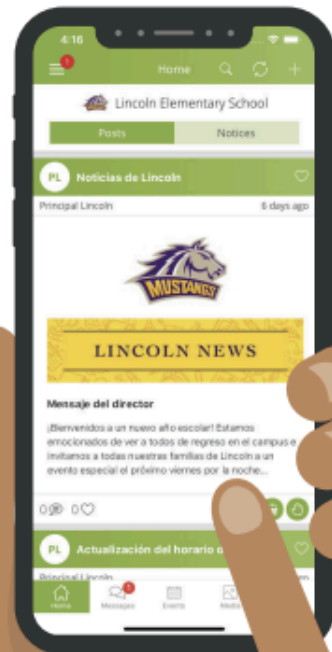 4:16
1
Home
Lincoln Elementary School
Posts
Notices
PL
Noticias de Lincoln
Principal Lincoln
6 days ago
MUSTANGS
LINCOLN NEWS
Mensaje del director
¡Bienvenidos a un nuevo año escolar! Estamos
emocionados de ver a todos de regreso en el campus e
invitamos a todas nuestras familias de Lincoln a un
evento especial el próximo viernes por la noche...
0
0
PL
Actualización del horario
Principal Lincoln
1
Home
Messages
Events
Media